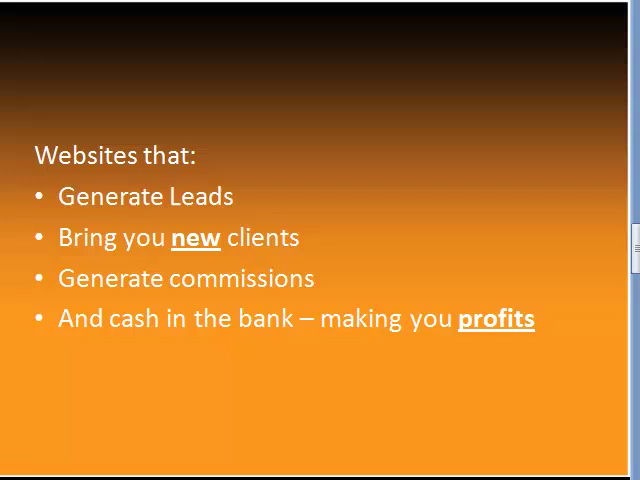 Websites that:
• Generate Leads
• Bring you new clients
• Generate commissions
• And cash in the bank – making you profits